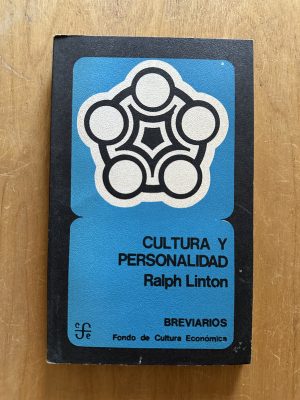 CULTURA Y
PERSONALIDAD
Ralph Linton
BREVIARIOS
Fondo de Cultura Económica